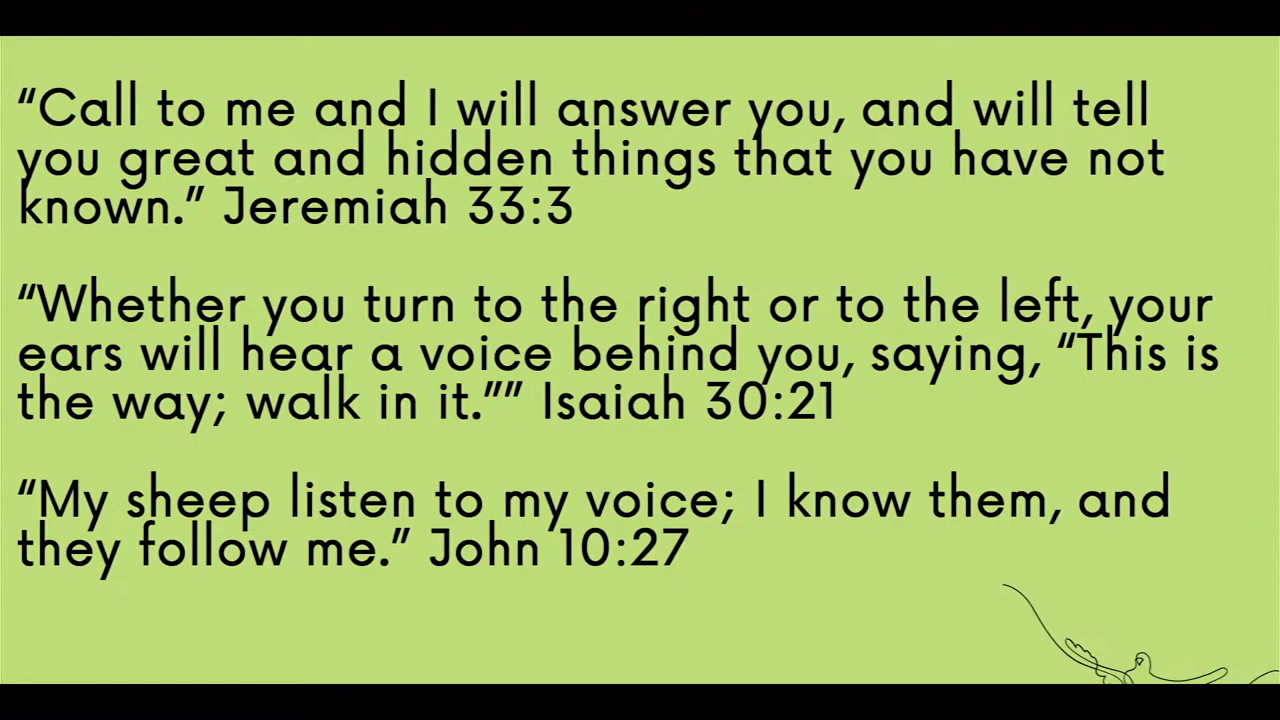 “Call to me and I will answer you, and will tell
you great and hidden things that you have not
known.” Jeremiah 33:3
“Whether you turn to the right or to the left, your
ears will hear a voice behind you, saying, “This is
the way; walk in it.”” Isaiah 30:21
“My sheep listen to my voice; I know them, and
they follow me.” John 10:27